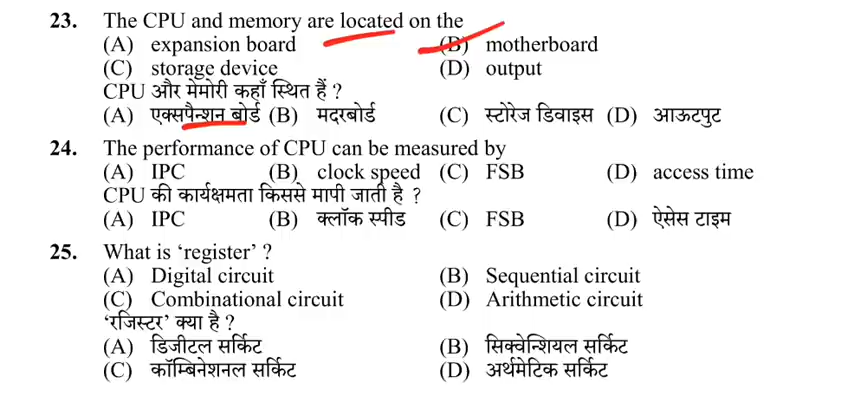 23. The CPU and memory are located on the
(A) expansion board (B) motherboard
(C) storage device (D) output
CPU और मेमोरी कहाँ स्थित हैं ?
(A) एक्सपैन्शन बोर्ड (B) मदरबोर्ड (C) स्टोरेज डिवाइस (D) आऊटपुट
24. The performance of CPU can be measured by
(A) IPC (B) clock speed (C) FSB (D) access time
CPU की कार्यक्षमता किससे मापी जाती है ?
(A) IPC (B) क्लॉक स्पीड (C) FSB (D) ऐसेस टाइम
25. What is ‘register’ ?
(A) Digital circuit (B) Sequential circuit
(C) Combinational circuit (D) Arithmetic circuit
‘रजिस्टर’ क्या है ?
(A) डिजीटल सर्किट (B) सिक्वेन्शियल सर्किट
(C) कॉम्बिनेशनल सर्किट (D) अर्थमेटिक सर्किट